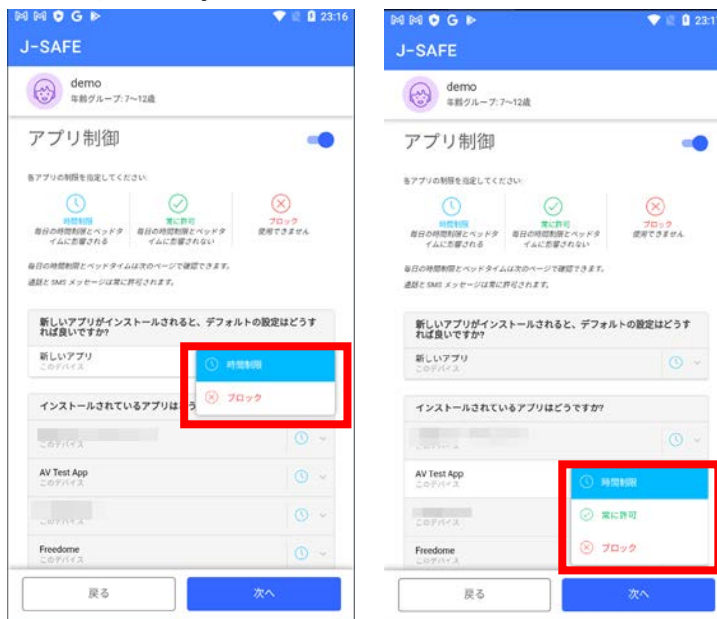 23:16
J-SAFE
demo
年齢グループ: 7~12歳
アプリ制御
各アプリの制限を指定してください:
時間制限
毎日の時間制限とベッドタ
イムに影響される
常に許可
毎日の時間制限とベッドタ
イムに影響されない
ブロック
使用できません
毎日の時間制限とベッドタイムは次のページで確認できます。
通話と SMS メッセージは常に許可されます。
新しいアプリがインストールされると、デフォルトの設定はどうす
れば良いですか?
新しいアプリ
このデバイス
時間制限
ブロック
インストールされているアプリはどう
このデバイス
AV Test App
このデバイス
このデバイス
Freedome
このデバイス
戻る
次へ
23:1
J-SAFE
demo
年齢グループ: 7~12歳
アプリ制御
各アプリの制限を指定してください:
時間制限
毎日の時間制限とベッドタ
イムに影響される
常に許可
毎日の時間制限とベッドタ
イムに影響されない
ブロック
使用できません
毎日の時間制限とベッドタイムは次のページで確認できます。
通話と SMS メッセージは常に許可されます。
新しいアプリがインストールされると、デフォルトの設定はどうす
れば良いですか?
新しいアプリ
このデバイス
インストールされているアプリはどうですか?
このデバイス
AV Test App
このデバイス
時間制限
常に許可
ブロック
このデバイス
Freedome
このデバイス
戻る
次へ